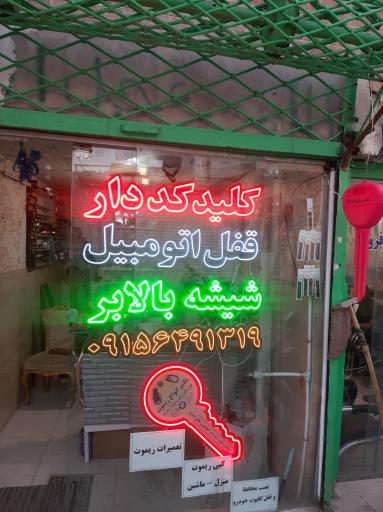 کلید کد دار
قفل اتومبیل
شیشه بالابر
۰۹۱۵۶۴۹۱۳۱۹
تعمیرات ریموت
کپی ریموت
منزل - ماشین
نصب محافظ
و قفل کاپوت خودرو